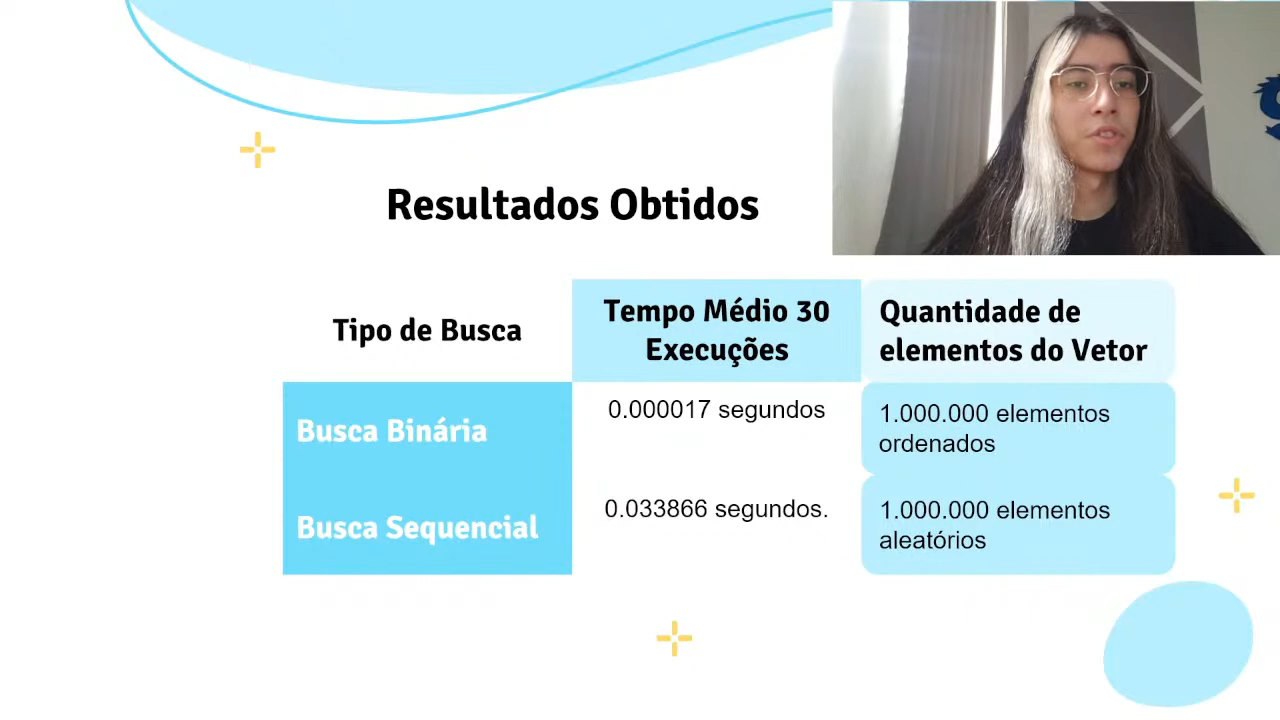 Resultados Obtidos
Tipo de Busca
Tempo Médio 30
Execuções
Quantidade de
elementos do Vetor
Busca Binária
0.000017 segundos
1.000.000 elementos
ordenados
Busca Sequencial
0.033866 segundos.
1.000.000 elementos
aleatórios